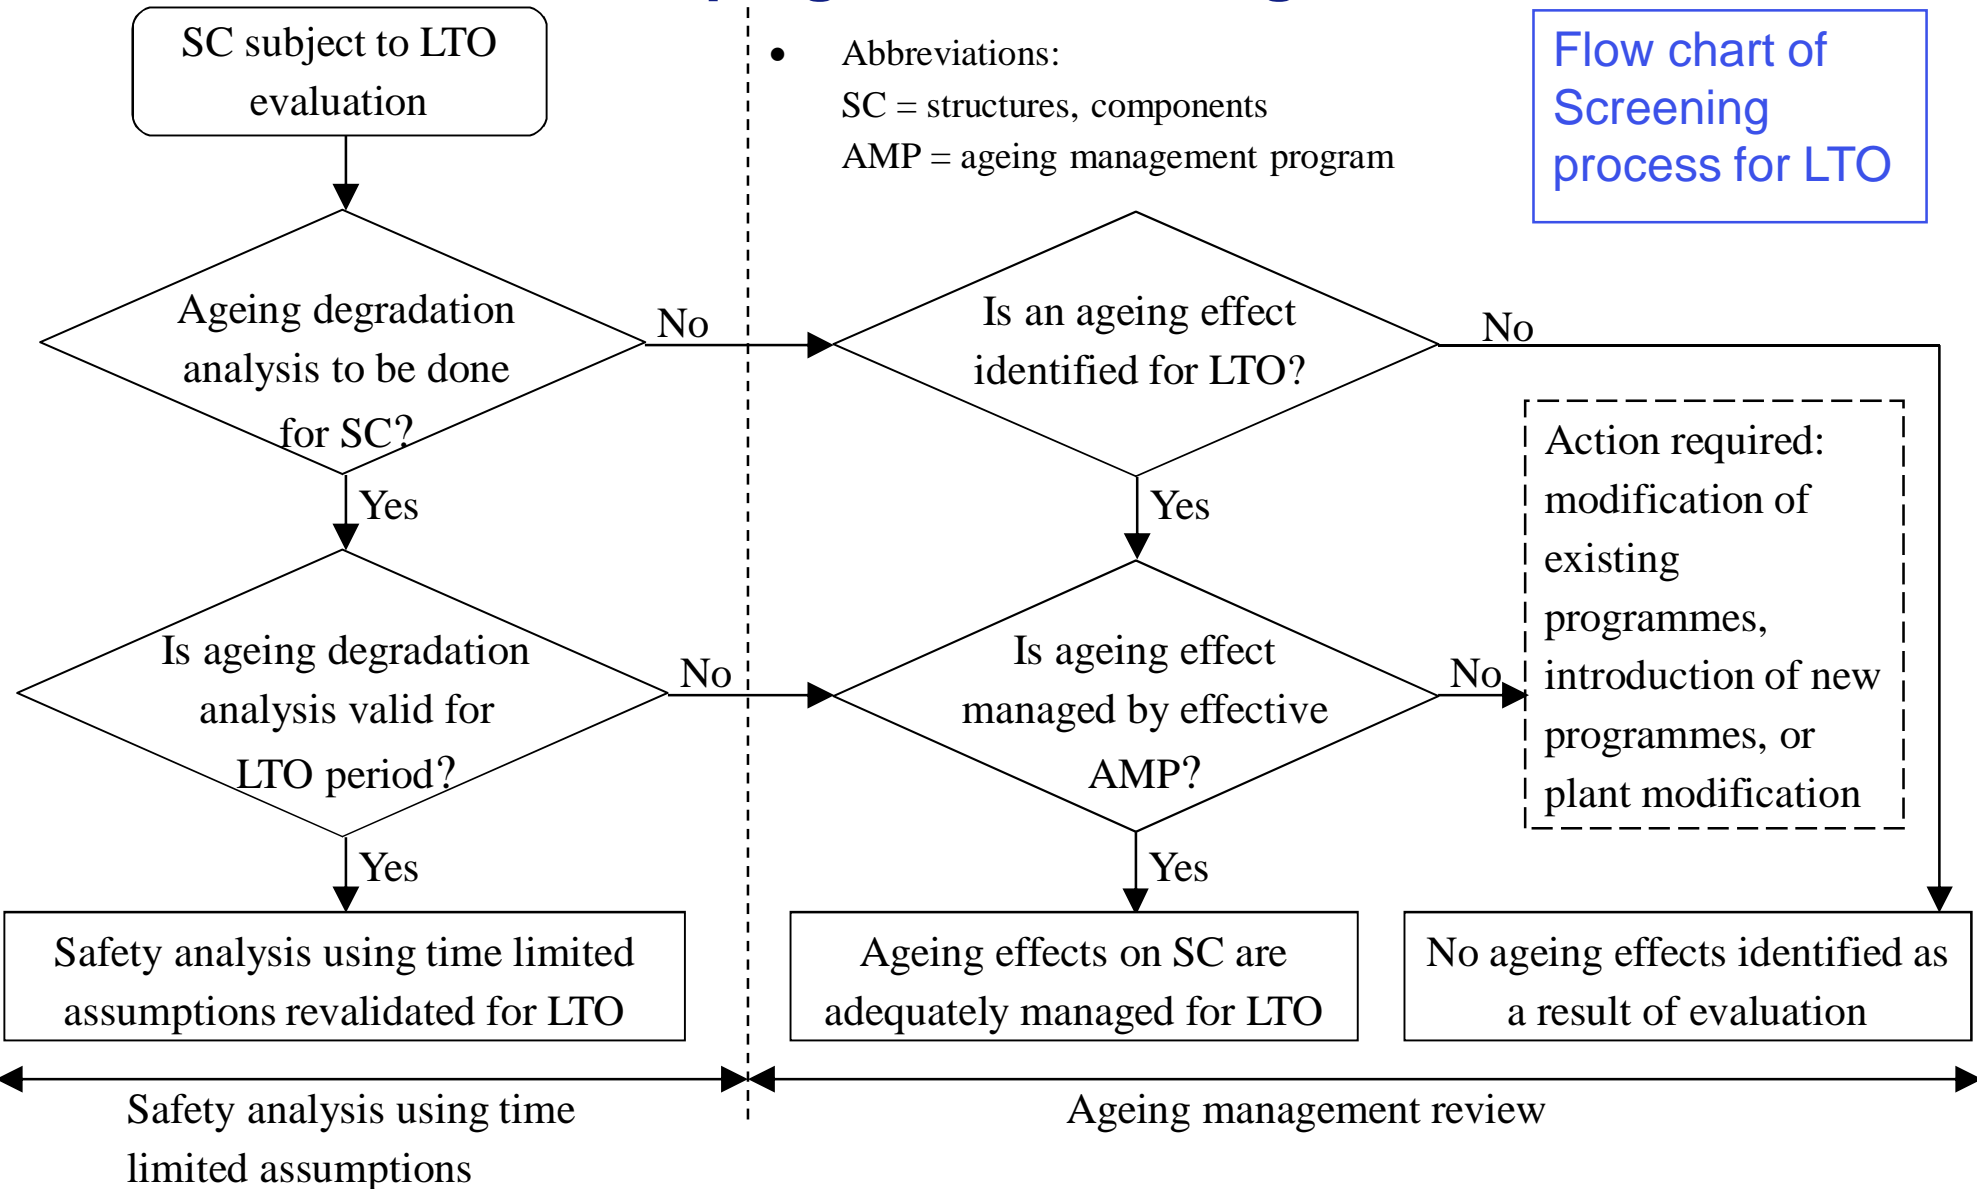 SC subject to LTO
evaluation
• Abbreviations:
SC = structures, components
AMP = ageing management program
Flow chart of
Screening
process for LTO
Ageing degradation
analysis to be done
for SC?
No
Is an ageing effect
identified for LTO?
No
Yes
Yes
Action required:
modification of
existing
programmes,
introduction of new
programmes, or
plant modification
Is ageing degradation
analysis valid for
LTO period?
No
Is ageing effect
managed by effective
AMP?
No
Yes
Yes
Safety analysis using time limited
assumptions revalidated for LTO
Ageing effects on SC are
adequately managed for LTO
No ageing effects identified as
a result of evaluation
Safety analysis using time
limited assumptions
Ageing management review